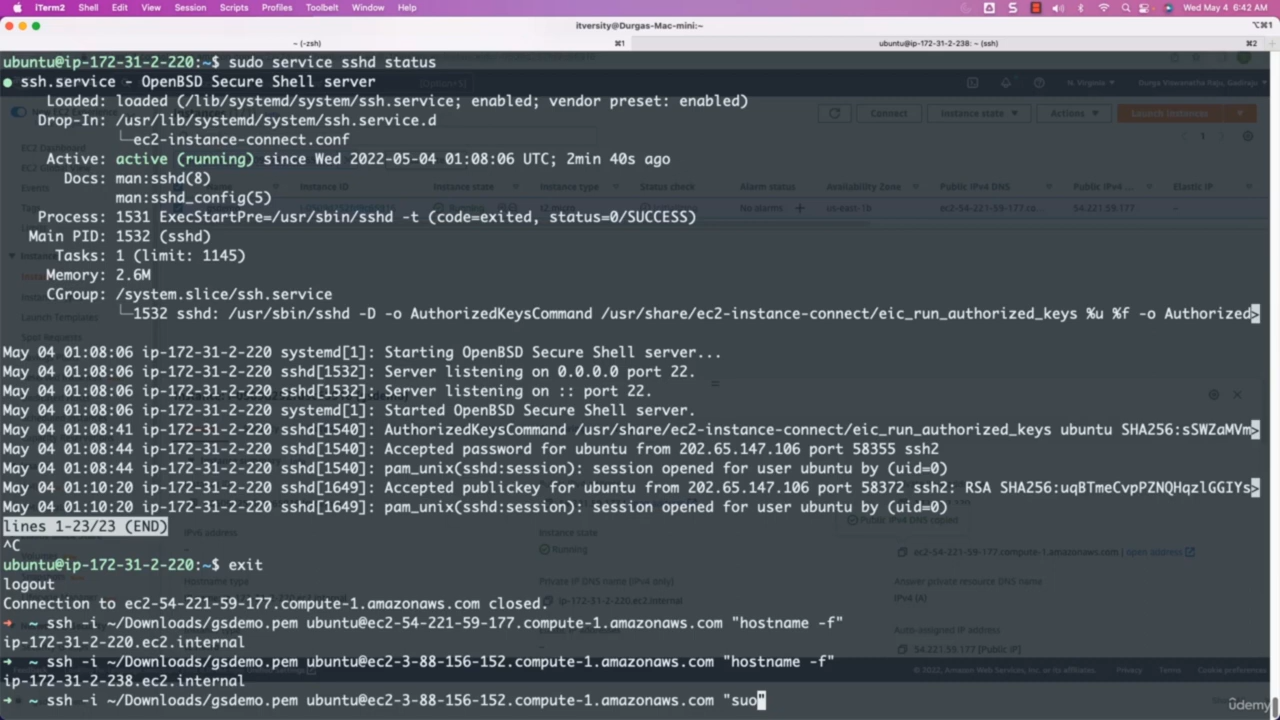 iTerm2 Shell Edit View Session Scripts Profiles Toolbelt Window Help Wed May 4 6:42 AM
itversity@Durgas-Mac-mini:~ ⌥⌘1
~ (-zsh) ⌘1 ubuntu@ip-172-31-2-238: ~ (ssh) ⌘2
ubuntu@ip-172-31-2-220:~$ sudo service sshd status
● ssh.service - OpenBSD Secure Shell server
Loaded: loaded (/lib/systemd/system/ssh.service; enabled; vendor preset: enabled)
Drop-In: /usr/lib/systemd/system/ssh.service.d
└─ec2-instance-connect.conf
Active: active (running) since Wed 2022-05-04 01:08:06 UTC; 2min 40s ago
Docs: man:sshd(8)
man:sshd_config(5)
Process: 1531 ExecStartPre=/usr/sbin/sshd -t (code=exited, status=0/SUCCESS)
Main PID: 1532 (sshd)
Tasks: 1 (limit: 1145)
Memory: 2.6M
CGroup: /system.slice/ssh.service
└─1532 sshd: /usr/sbin/sshd -D -o AuthorizedKeysCommand /usr/share/ec2-instance-connect/eic_run_authorized_keys %u %f -o Authorized>
May 04 01:08:06 ip-172-31-2-220 systemd[1]: Starting OpenBSD Secure Shell server...
May 04 01:08:06 ip-172-31-2-220 sshd[1532]: Server listening on 0.0.0.0 port 22.
May 04 01:08:06 ip-172-31-2-220 sshd[1532]: Server listening on :: port 22.
May 04 01:08:06 ip-172-31-2-220 systemd[1]: Started OpenBSD Secure Shell server.
May 04 01:08:41 ip-172-31-2-220 sshd[1540]: AuthorizedKeysCommand /usr/share/ec2-instance-connect/eic_run_authorized_keys ubuntu SHA256:sSWZaMVm>
May 04 01:08:44 ip-172-31-2-220 sshd[1540]: Accepted password for ubuntu from 202.65.147.106 port 58355 ssh2
May 04 01:08:44 ip-172-31-2-220 sshd[1540]: pam_unix(sshd:session): session opened for user ubuntu by (uid=0)
May 04 01:10:20 ip-172-31-2-220 sshd[1649]: Accepted publickey for ubuntu from 202.65.147.106 port 58372 ssh2: RSA SHA256:uqBTmeCvpPZNQHqzlGGIYs>
May 04 01:10:20 ip-172-31-2-220 sshd[1649]: pam_unix(sshd:session): session opened for user ubuntu by (uid=0)
lines 1-23/23 (END)
^C
ubuntu@ip-172-31-2-220:~$ exit
logout
Connection to ec2-54-221-59-177.compute-1.amazonaws.com closed.
➜ ~ ssh -i ~/Downloads/gsdemo.pem ubuntu@ec2-54-221-59-177.compute-1.amazonaws.com "hostname -f"
ip-172-31-2-220.ec2.internal
➜ ~ ssh -i ~/Downloads/gsdemo.pem ubuntu@ec2-3-88-156-152.compute-1.amazonaws.com "hostname -f"
ip-172-31-2-238.ec2.internal
➜ ~ ssh -i ~/Downloads/gsdemo.pem ubuntu@ec2-3-88-156-152.compute-1.amazonaws.com "suo"
ûdemy